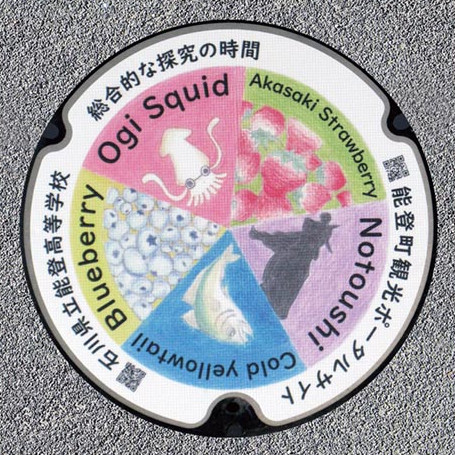 総合的な探究の時間
石川県立能登高等学校
能登町観光ポータルサイト
Ogi Squid
Akasaki Strawberry
Notoushi
Cold yellowtail
Blueberry